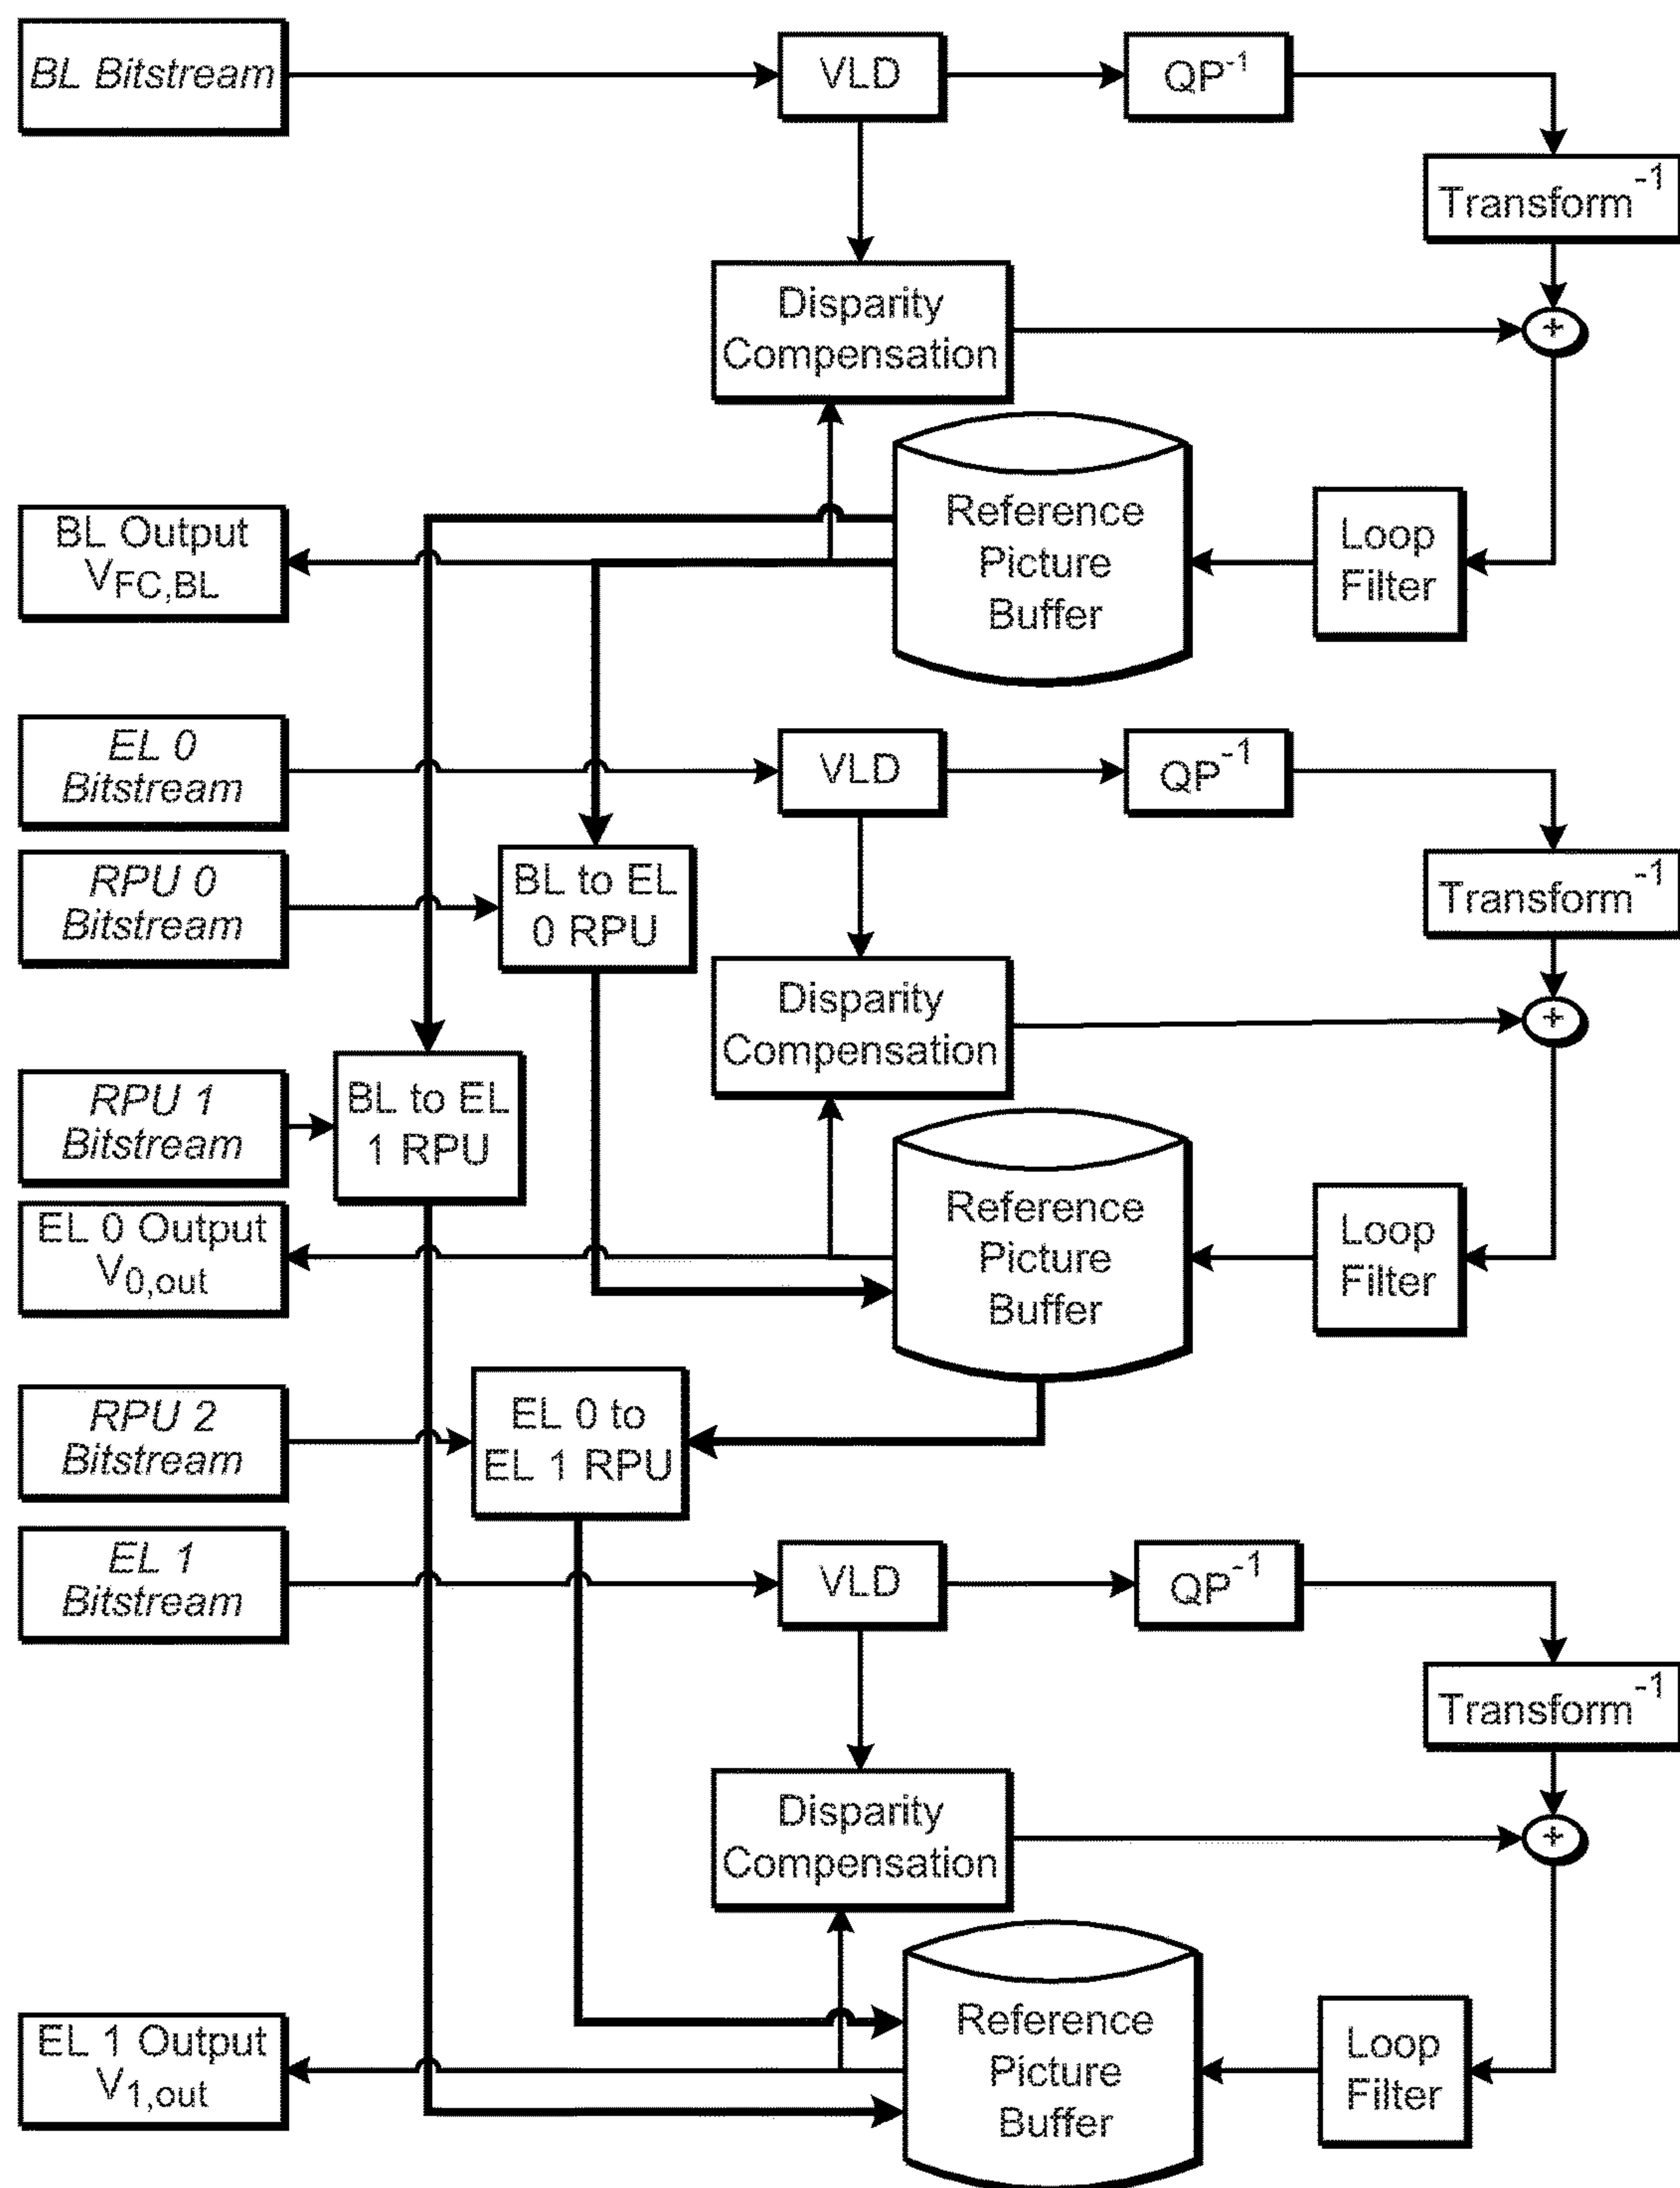 BL Bitstream
VLD
QP-1
Transform-1
Disparity
Compensation
+
Reference
Picture
Buffer
Loop
Filter
BL Output
VFC,BL
EL 0
Bitstream
VLD
QP-1
Transform-1
RPU 0
Bitstream
BL to EL
0 RPU
Disparity
Compensation
+
RPU 1
Bitstream
BL to EL
1 RPU
Reference
Picture
Buffer
Loop
Filter
EL 0 Output
V0,out
RPU 2
Bitstream
EL 0 to
EL 1 RPU
EL 1
Bitstream
VLD
QP-1
Transform-1
Disparity
Compensation
+
Reference
Picture
Buffer
Loop
Filter
EL 1 Output
V1,out